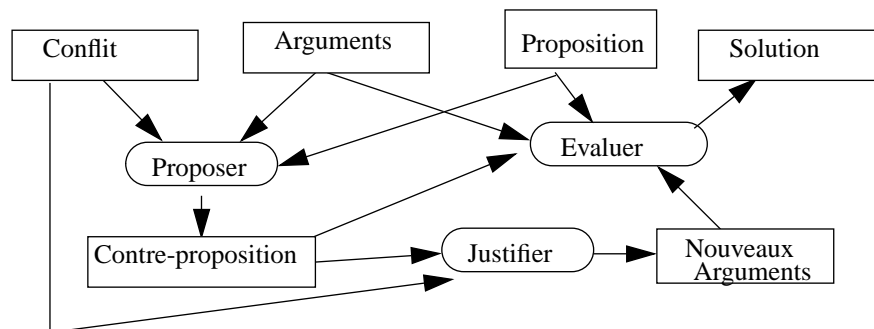 Conflit
Arguments
Proposition
Solution
Proposer
Evaluer
Contre-proposition
Justifier
Nouveaux
Arguments